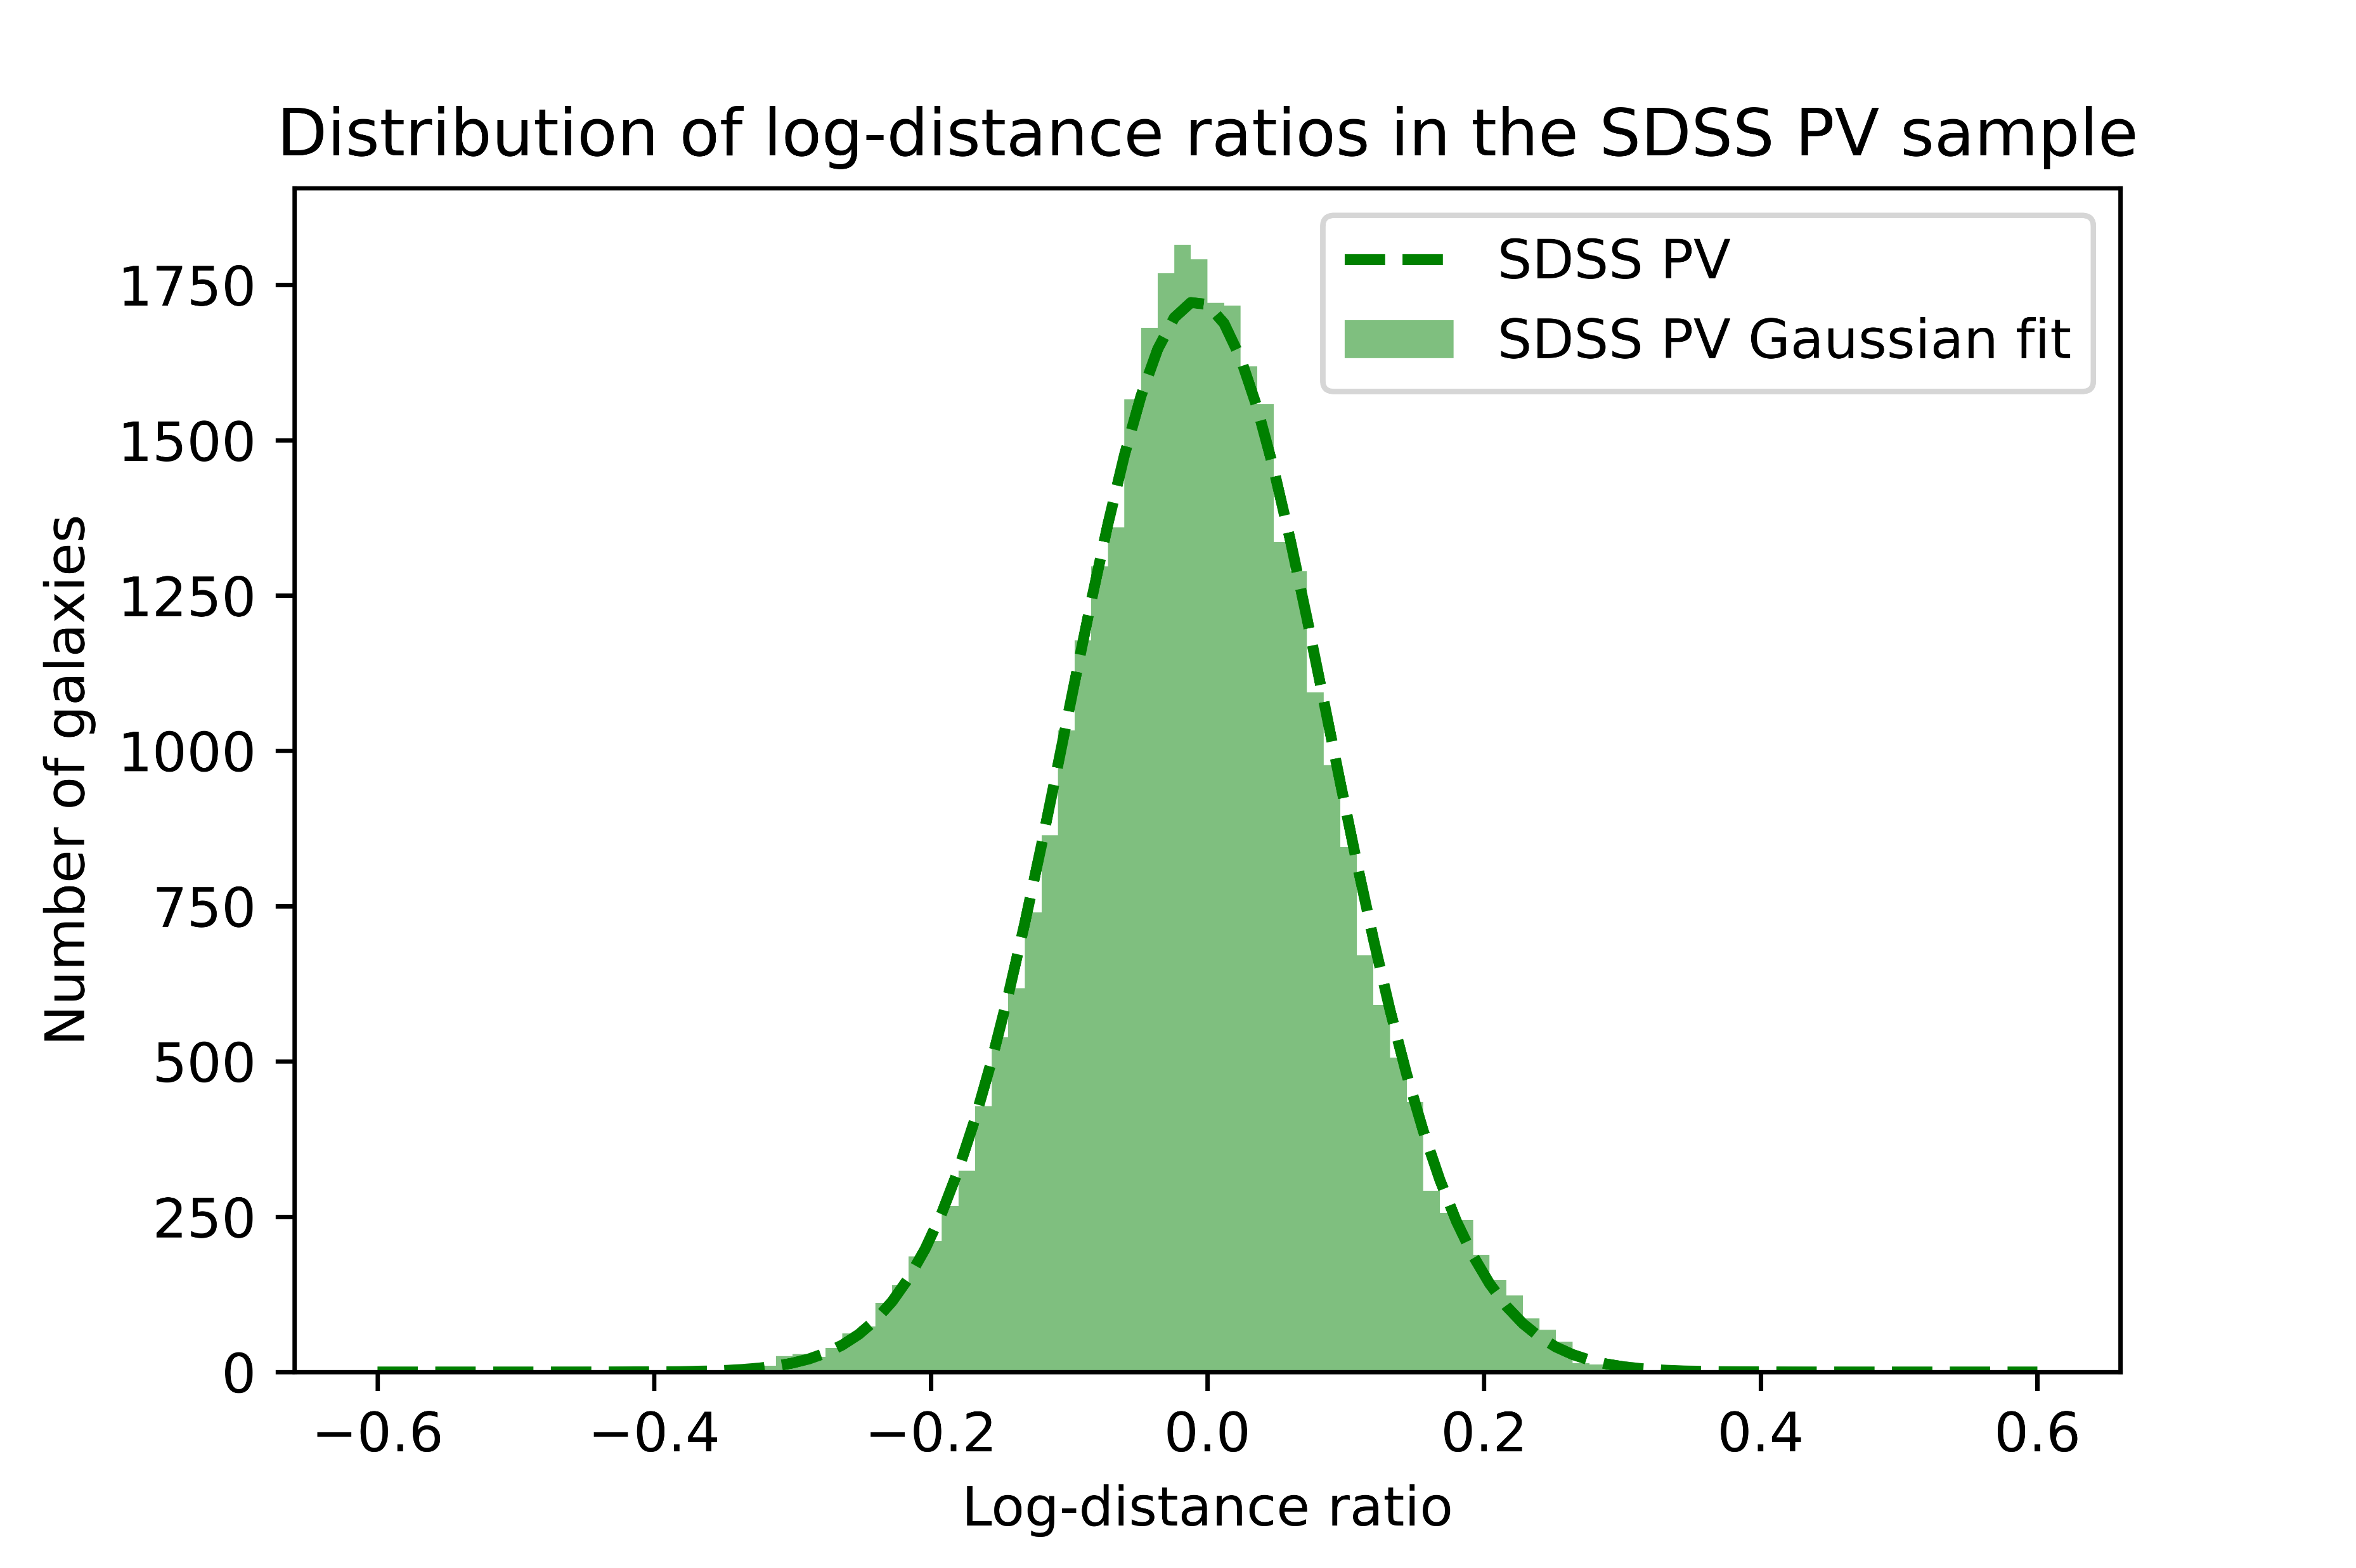 Distribution of log-distance ratios in the SDSS PV sample
SDSS PV
SDSS PV Gaussian fit
Number of galaxies
1750
1500
1250
1000
750
500
250
0
−0.6 −0.4 −0.2 0.0 0.2 0.4 0.6
Log-distance ratio